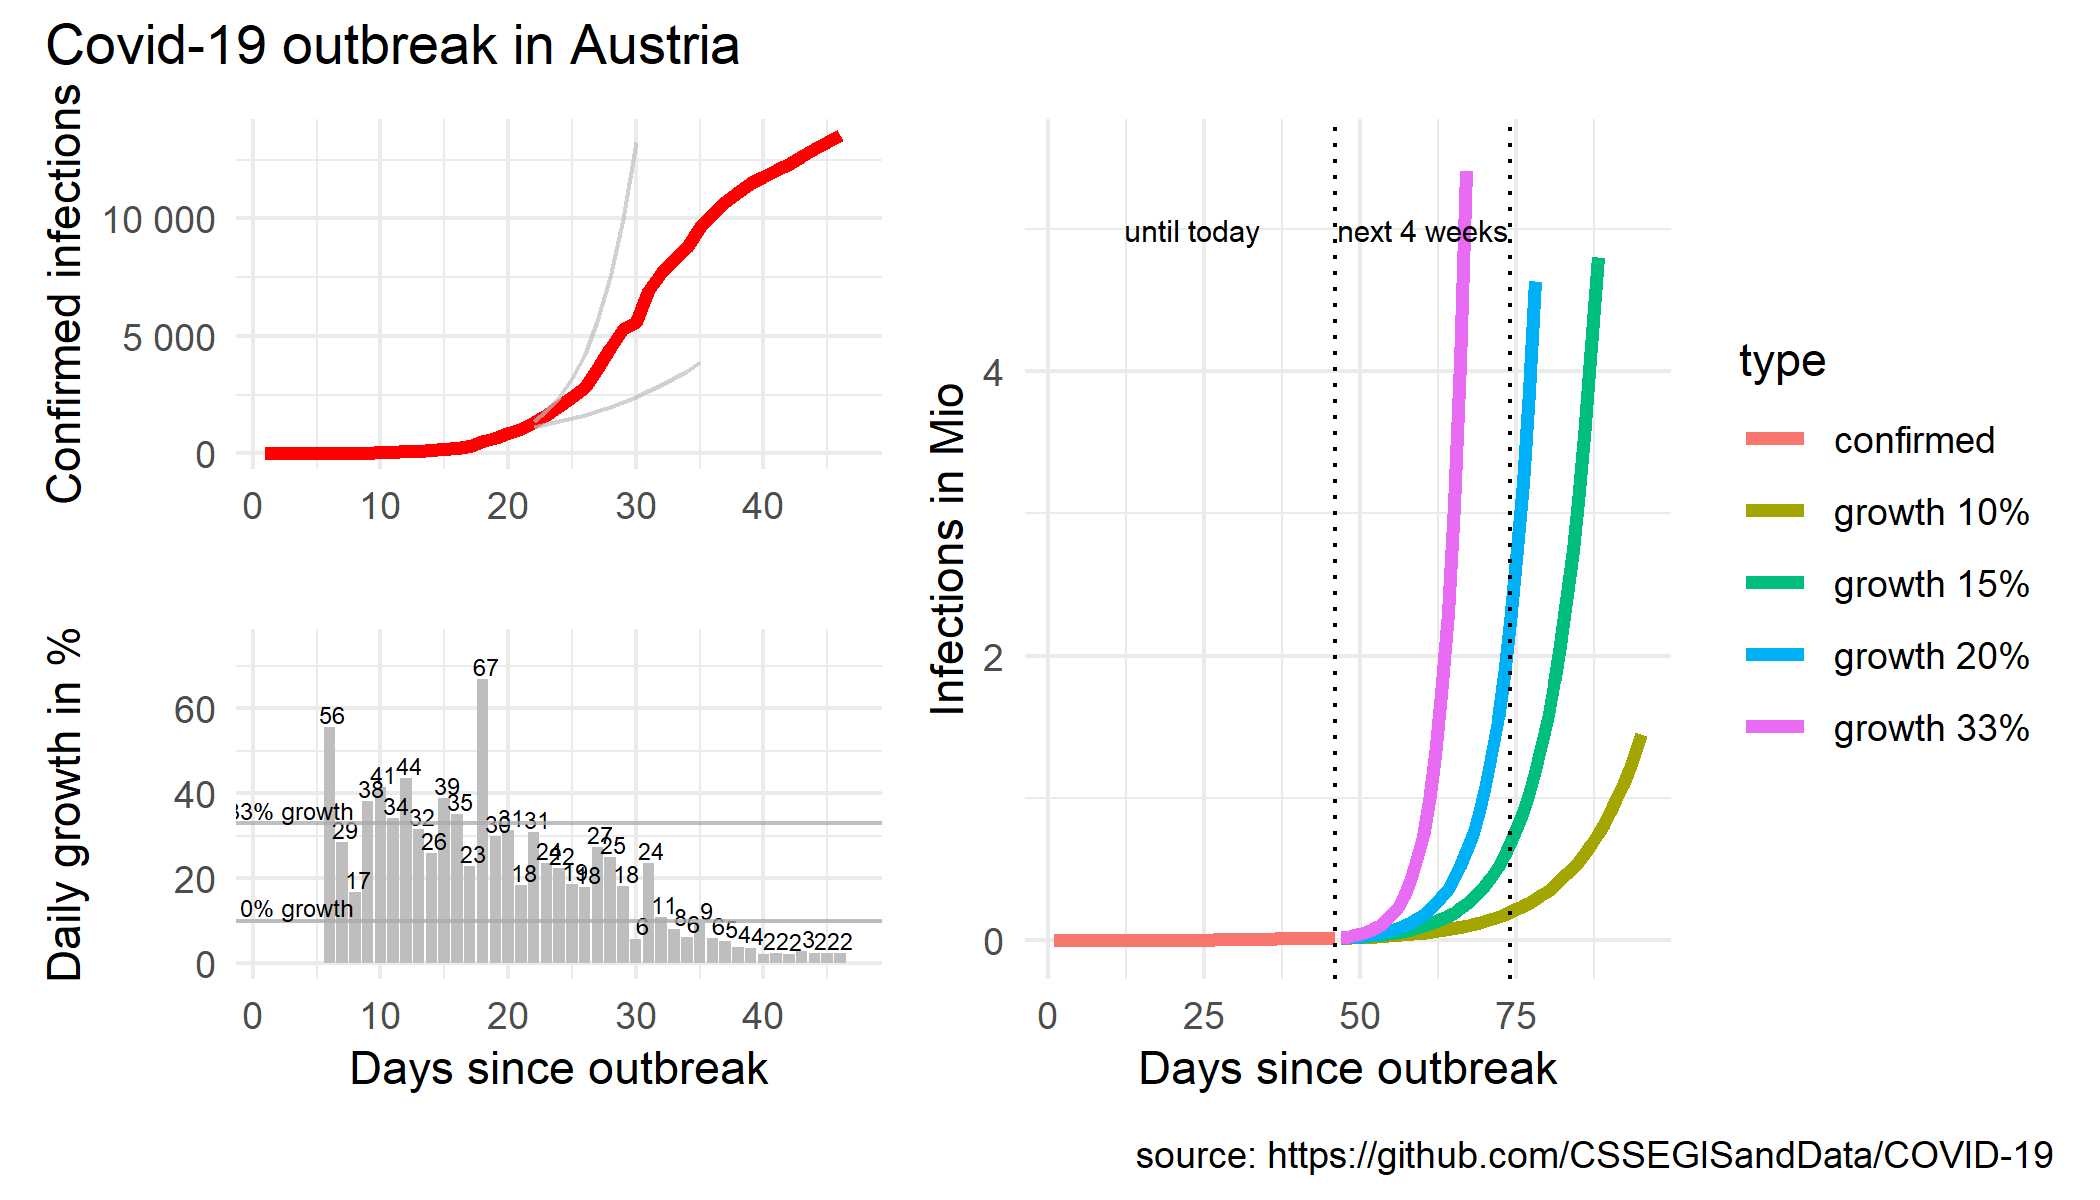 Covid-19 outbreak in Austria
Confirmed infections
10 000
5 000
0
0 10 20 30 40
Daily growth in %
60
40
20
0
33% growth
0% growth
56 29 17 38 41 34 44 32 26 39 35 23 67 30 31 18 31 24 22 19 18 27 25 18 6 24 11 8 6 9 6 5 4 4 2 2 2 3 2 2 2
0 10 20 30 40
Days since outbreak
Infections in Mio
4
2
0
until today
next 4 weeks
0 25 50 75
Days since outbreak
type
confirmed
growth 10%
growth 15%
growth 20%
growth 33%
source: https://github.com/CSSEGISandData/COVID-19